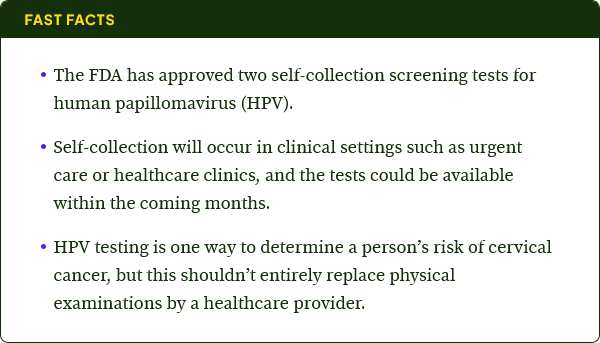 FAST FACTS
• The FDA has approved two self-collection screening tests for
human papillomavirus (HPV).
• Self-collection will occur in clinical settings such as urgent
care or healthcare clinics, and the tests could be available
within the coming months.
• HPV testing is one way to determine a person’s risk of cervical
cancer, but this shouldn’t entirely replace physical
examinations by a healthcare provider.